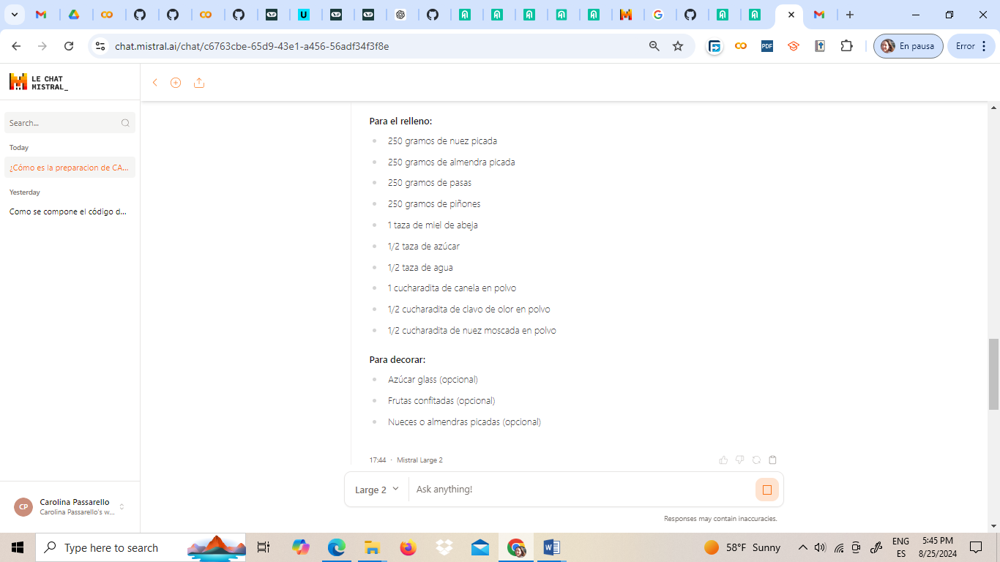 chat.mistral.ai/chat/c6763cbe-65d9-43e1-a456-56adf34f3f8e
PDF
En pausa
Error
LE CHAT
MISTRAL_
Search...
Today
¿Cómo es la preparacion de CA...
Yesterday
Como se compone el código d...
Para el relleno:
250 gramos de nuez picada
250 gramos de almendra picada
250 gramos de pasas
250 gramos de piñones
1 taza de miel de abeja
1/2 taza de azúcar
1/2 taza de agua
1 cucharadita de canela en polvo
1/2 cucharadita de clavo de olor en polvo
1/2 cucharadita de nuez moscada en polvo
Para decorar:
Azúcar glass (opcional)
Frutas confitadas (opcional)
Nueces o almendras picadas (opcional)
17:44 · Mistral Large 2
Large 2
Ask anything!
Responses may contain inaccuracies.
CP
Carolina Passarello
Carolina Passarello's w...
Type here to search
58°F Sunny
ENG
ES
5:45 PM
8/25/2024